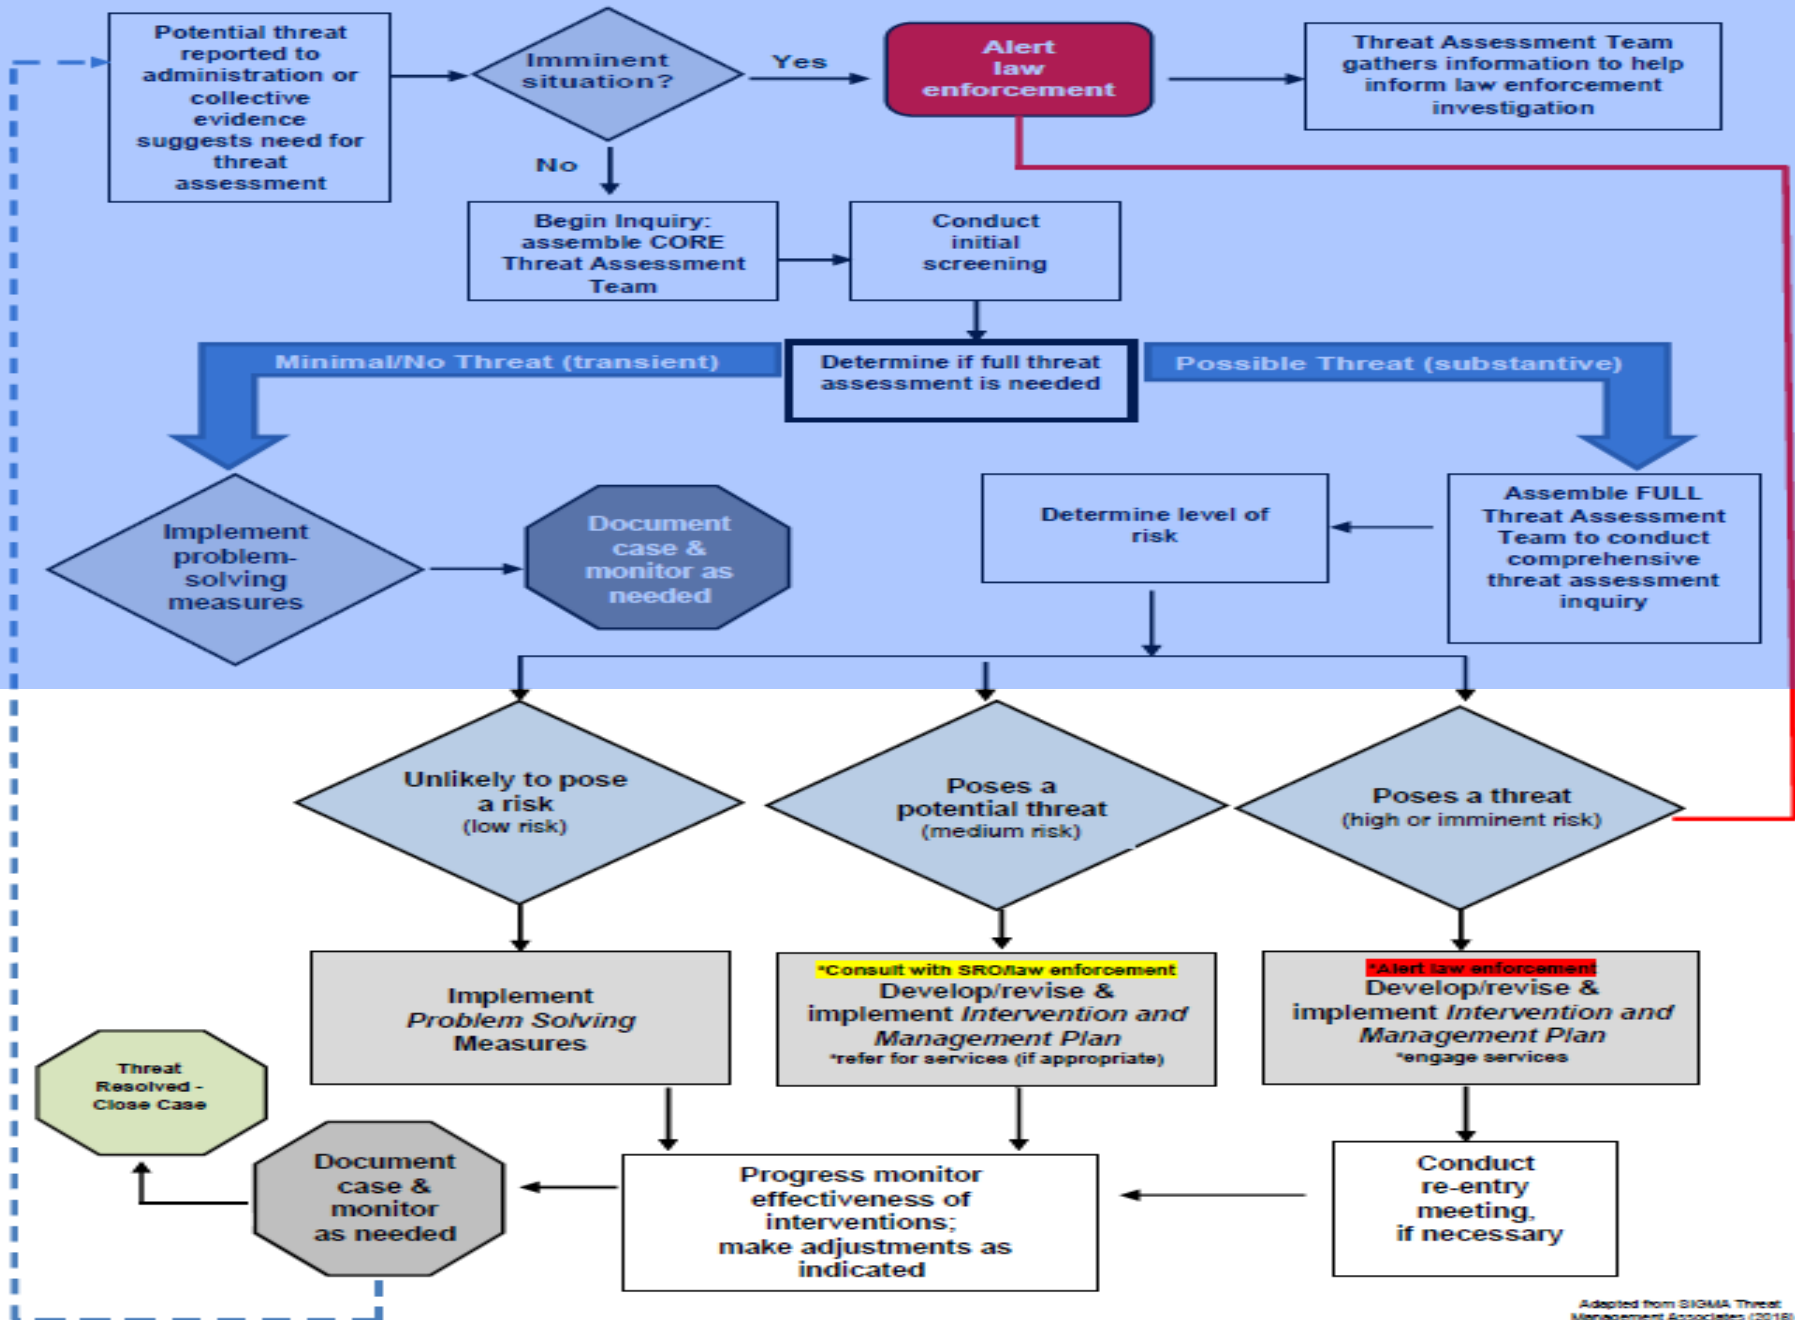 Potential threat
reported to
administration or
collective
evidence
suggests need for
threat
assessment
Imminent
situation?
Yes
Alert
law
enforcement
Threat Assessment Team
gathers information to help
inform law enforcement
investigation
No
Begin Inquiry:
assemble CORE
Threat Assessment
Team
Conduct
initial
screening
Minimal/No Threat (transient)
Determine if full threat
assessment is needed
Possible Threat (substantive)
Implement
problem-
solving
measures
Document
case &
monitor as
needed
Determine level of
risk
Assemble FULL
Threat Assessment
Team to conduct
comprehensive
threat assessment
inquiry
Unlikely to pose
a risk
(low risk)
Poses a
potential threat
(medium risk)
Poses a threat
(high or imminent risk)
Implement
Problem Solving
Measures
*Consult with SRO/law enforcement
Develop/revise &
implement Intervention and
Management Plan
*refer for services (if appropriate)
*Alert law enforcement
Develop/revise &
implement Intervention and
Management Plan
*engage services
Threat
Resolved -
Close Case
Document
case &
monitor
as needed
Progress monitor
effectiveness of
interventions;
make adjustments as
indicated
Conduct
re-entry
meeting,
if necessary
Adapted from SIGMA Threat
Management Associates